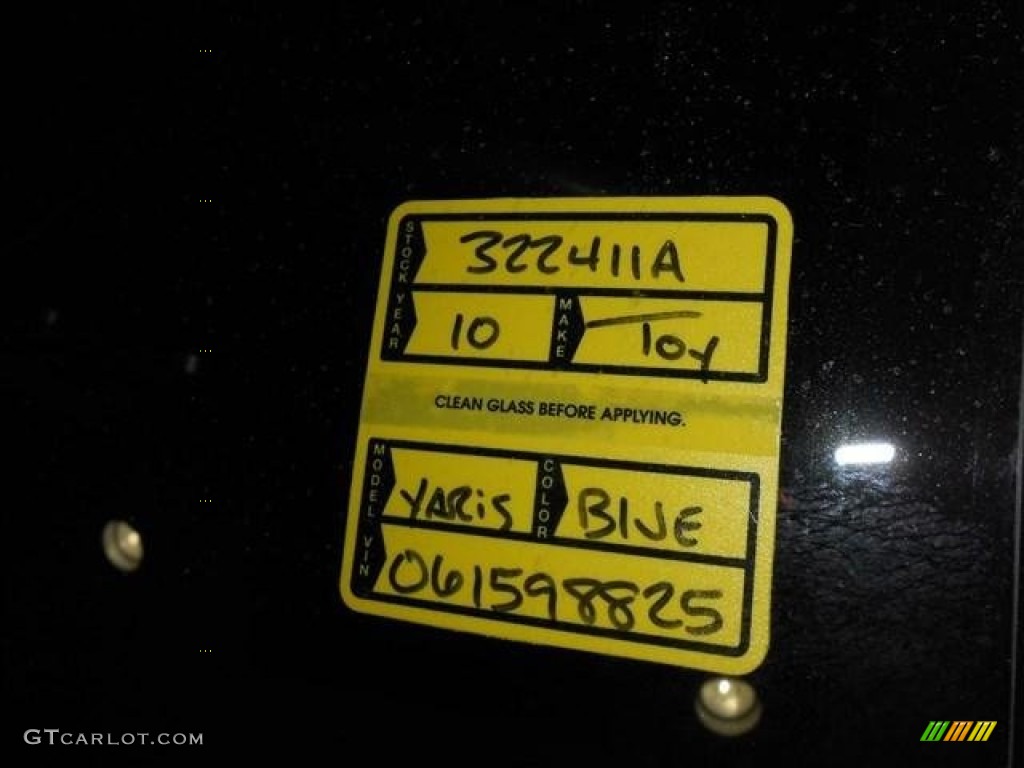 STOCK 322411A
YEAR 10 MAKE TOY
CLEAN GLASS BEFORE APPLYING.
MODEL YARiS COLOR BlUE
VIN 061598825
GTCARLOT.COM